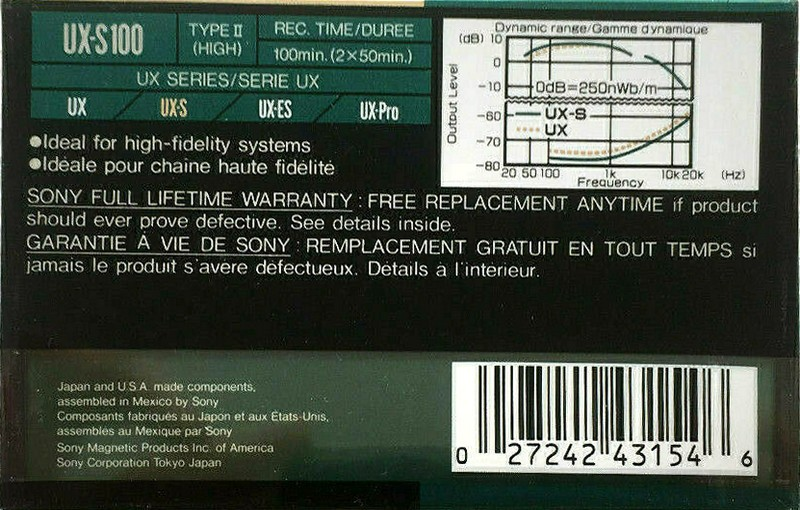 UX-S100
TYPE II
(HIGH)
REC. TIME/DUREE
100min. (2×50min.)
UX SERIES/SERIE UX
UX UX-S UX-ES UX-Pro
●Ideal for high-fidelity systems
●Idéale pour chaîne haute fidélité
Dynamic range/Gamme dynamique
(dB) 10
0
-10
-60
-70
-80
Output Level
0dB=250nWb/m
UX-S
UX
20 50 100 1k 10k 20k (Hz)
Frequency
SONY FULL LIFETIME WARRANTY : FREE REPLACEMENT ANYTIME if product
should ever prove defective. See details inside.
GARANTIE À VIE DE SONY : REMPLACEMENT GRATUIT EN TOUT TEMPS si
jamais le produit s'avère défectueux. Détails à l'intérieur.
Japan and U.S.A. made components,
assembled in Mexico by Sony
Composants fabriqués au Japon et aux États-Unis,
assemblés au Mexique par Sony
Sony Magnetic Products Inc. of America
Sony Corporation Tokyo Japan
0 27242 43154 6